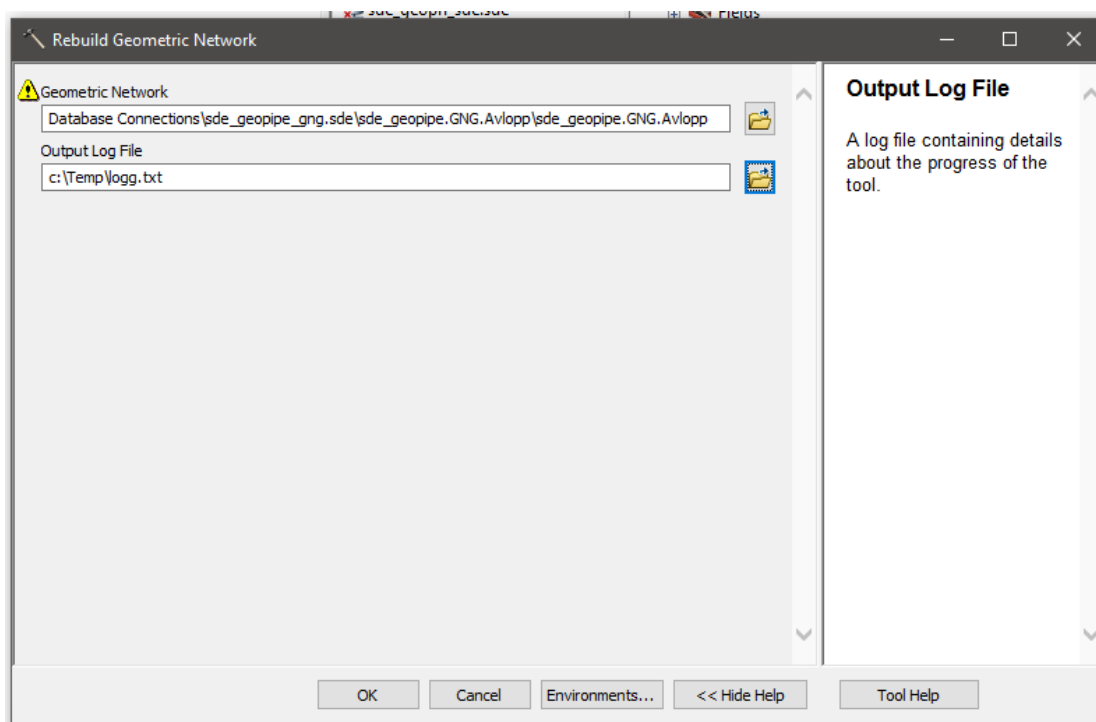 sde_geoph_sde.sde
Fields
Rebuild Geometric Network
Geometric Network
Database Connections\sde_geopipe_gng.sde\sde_geopipe.GNG.Avlopp\sde_geopipe.GNG.Avlopp
Output Log File
c:\Temp\logg.txt
Output Log File
A log file containing details
about the progress of the
tool.
OK
Cancel
Environments...
<< Hide Help
Tool Help